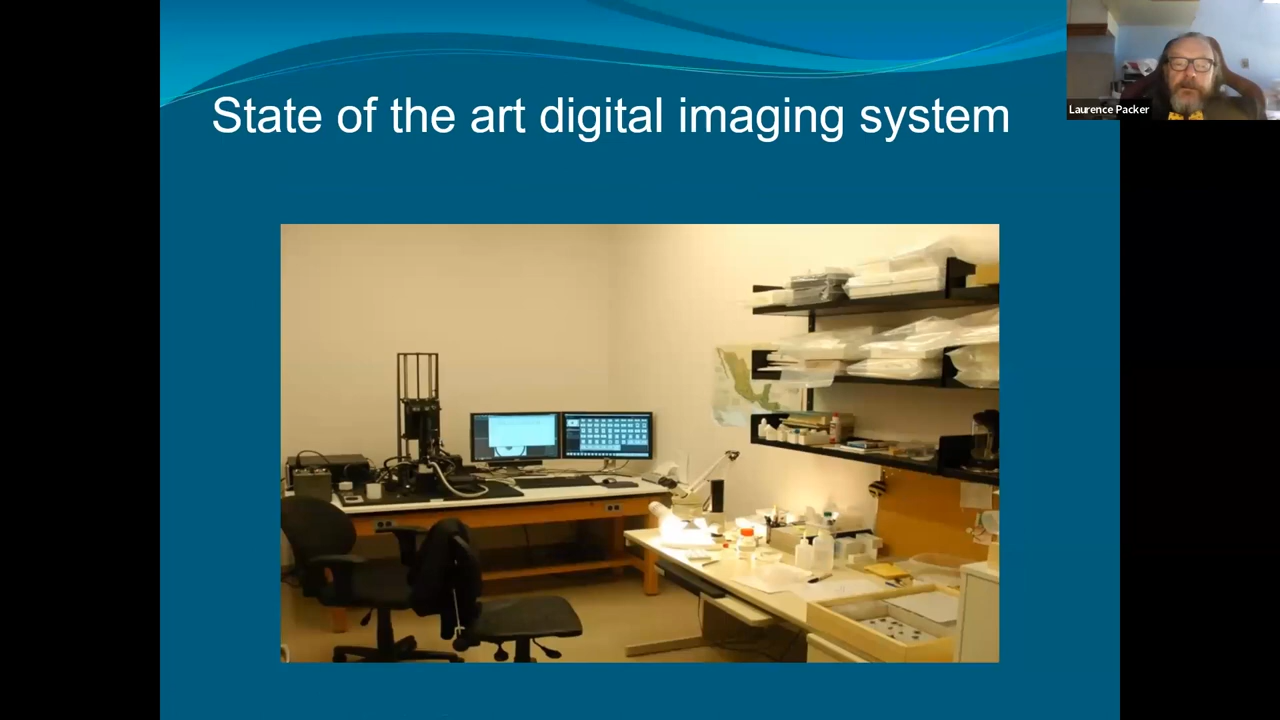 State of the art digital imaging system
Laurence Packer